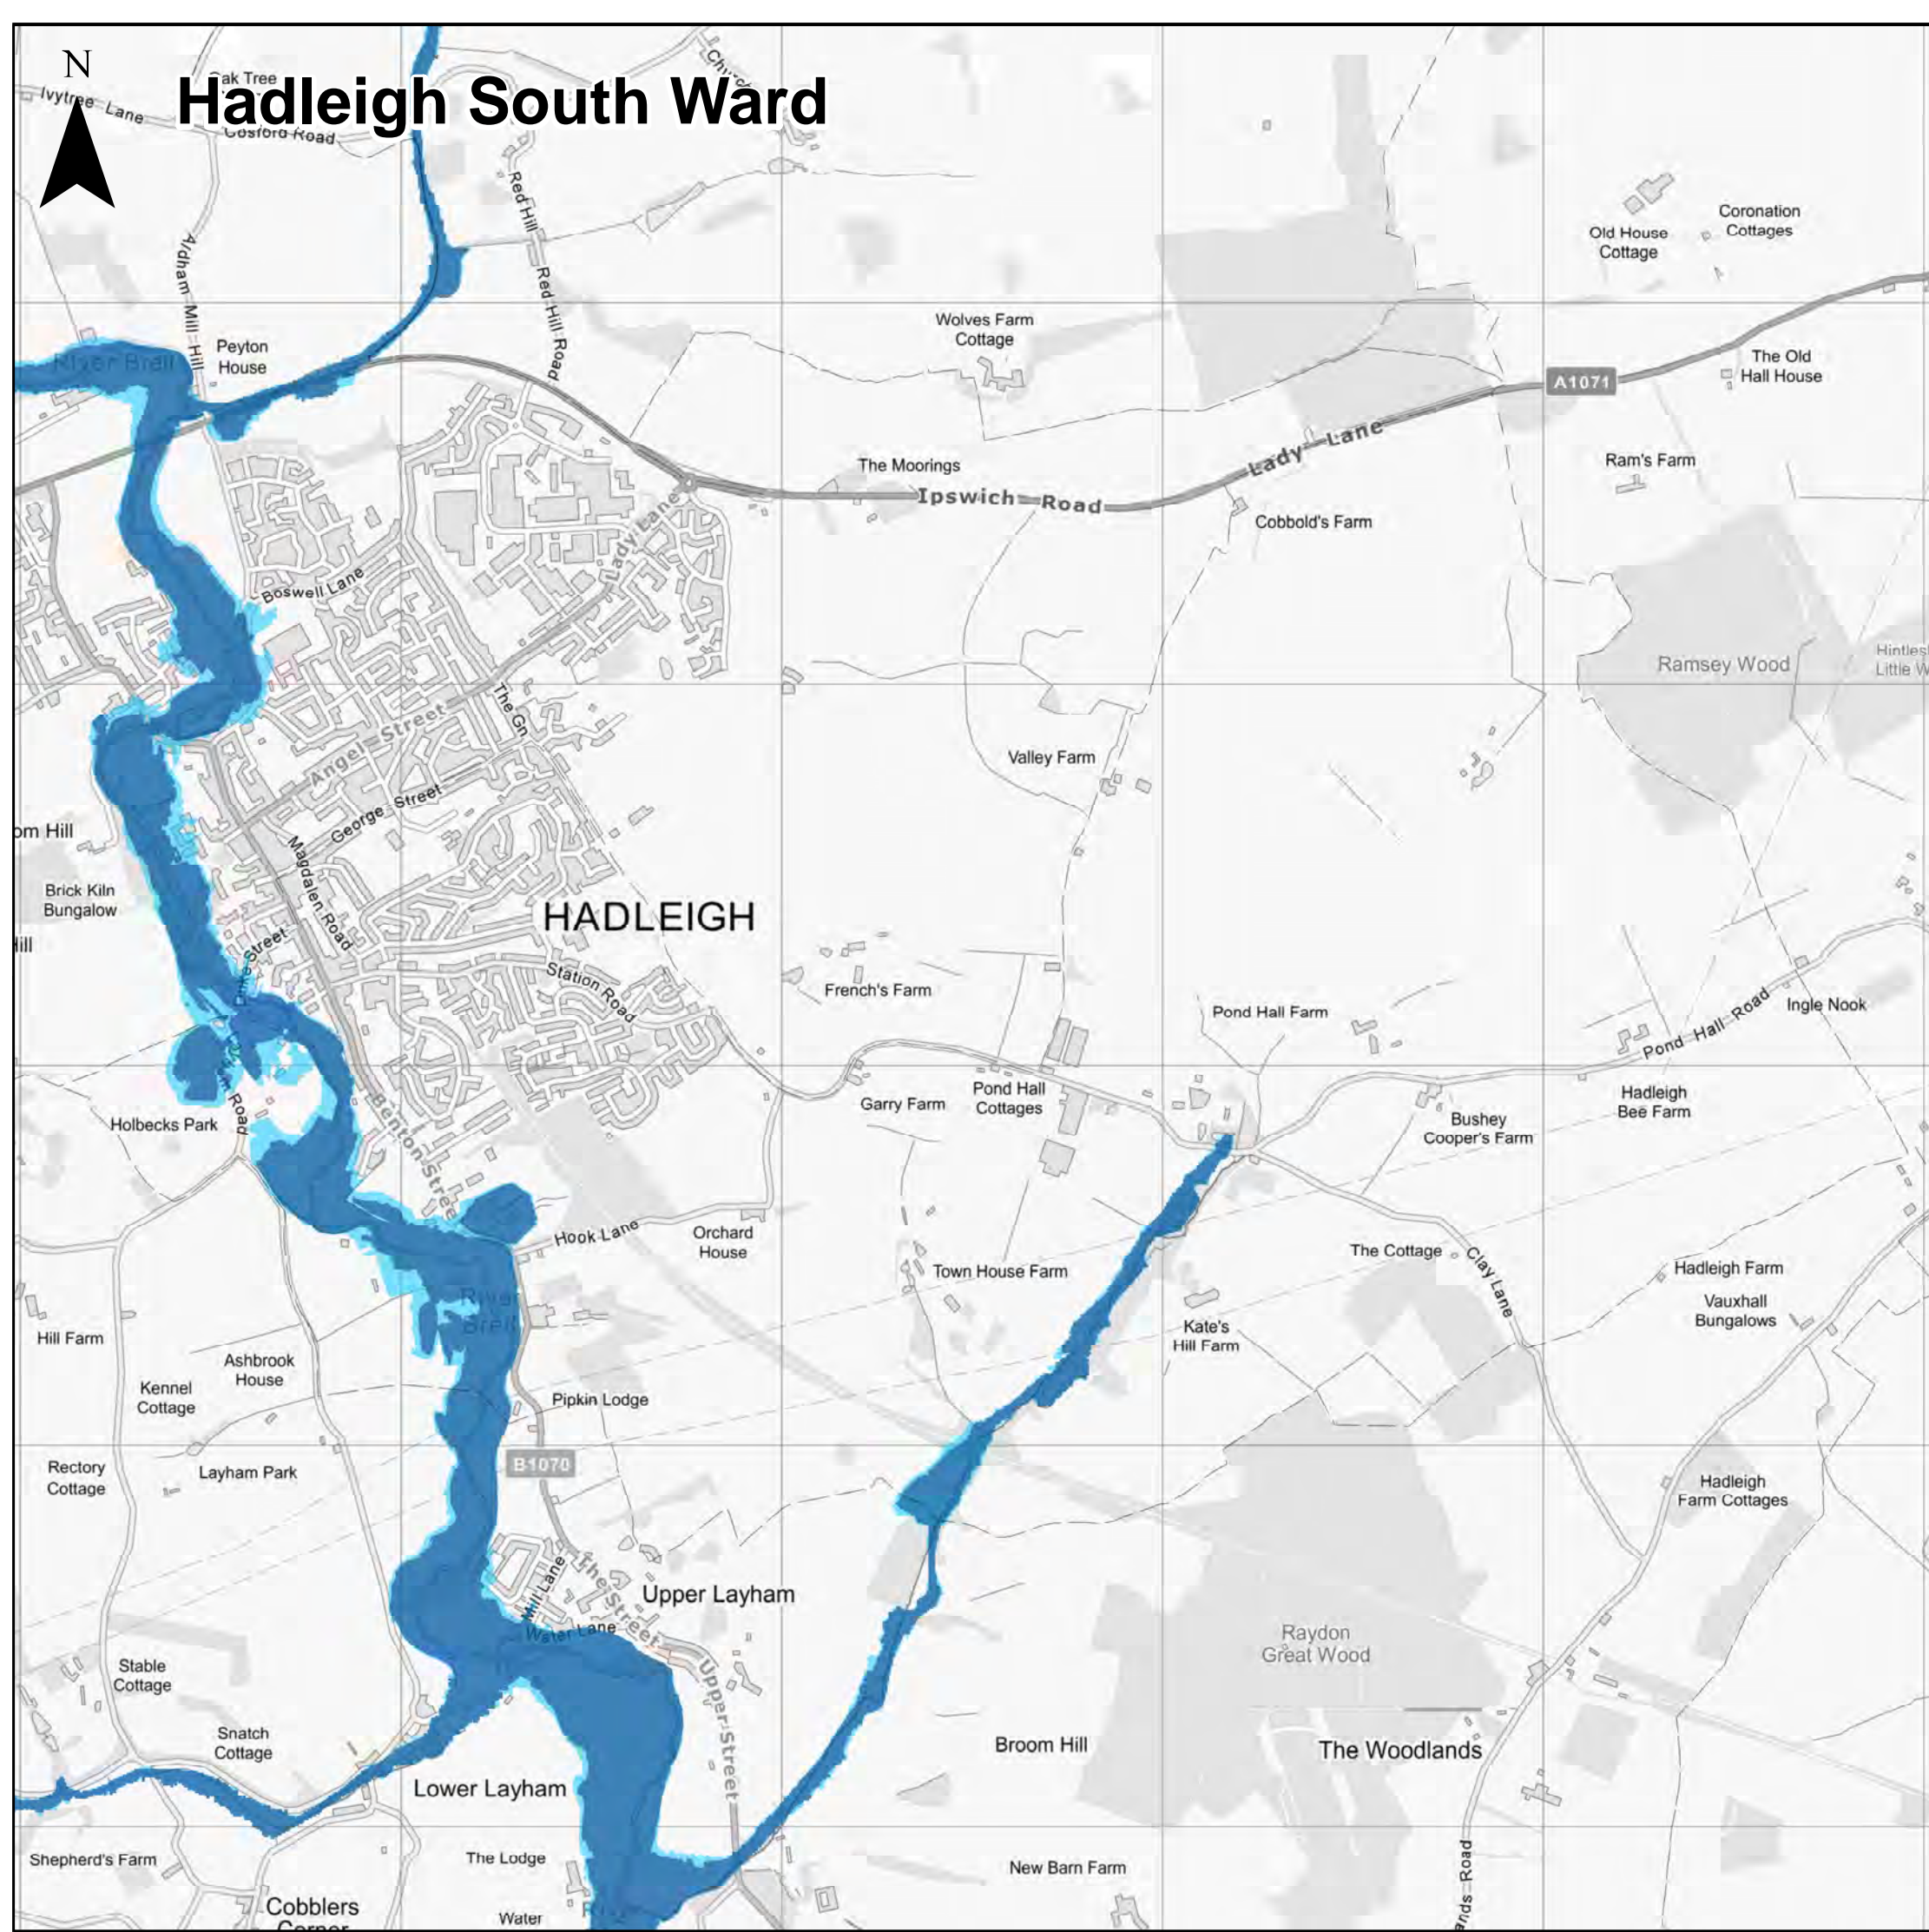 N
Hadleigh South Ward
Oak Tree
Ivytree Lane
Cosford Road
Red Hill
Red Hill Road
Aldham Mill Hill
Coronation
Cottages
Old House
Cottage
Wolves Farm
Cottage
Peyton
House
The Old
Hall House
A1071
Lady Lane
Ram's Farm
The Moorings
Ipswich Road
Cobbold's Farm
Lady Lane
Boswell Lane
Ramsey Wood
Little
The Gn
Angel Street
Valley Farm
George Street
Magdalen Road
om Hill
Brick Kiln
Bungalow
HADLEIGH
ill
Station Road
French's Farm
Pond Hall Farm
Ingle Nook
Pond Hall Road
Holbecks Park
Road
Benton Street
Garry Farm
Pond Hall
Cottages
Hadleigh
Bee Farm
Bushey
Cooper's Farm
Hook Lane
Orchard
House
Town House Farm
The Cottage
Clay Lane
Hadleigh Farm
Vauxhall
Bungalows
River
Brett
Hill Farm
Kate's
Hill Farm
Ashbrook
House
Kennel
Cottage
Pipkin Lodge
B1070
Rectory
Cottage
Layham Park
Hadleigh
Farm Cottages
Mill Lane
The Street
Upper Layham
Water Lane
Raydon
Great Wood
Stable
Cottage
Upper Street
Snatch
Cottage
Broom Hill
The Woodlands
Lower Layham
Shepherd's Farm
The Lodge
New Barn Farm
Cobblers
Corner
Water
ands Road